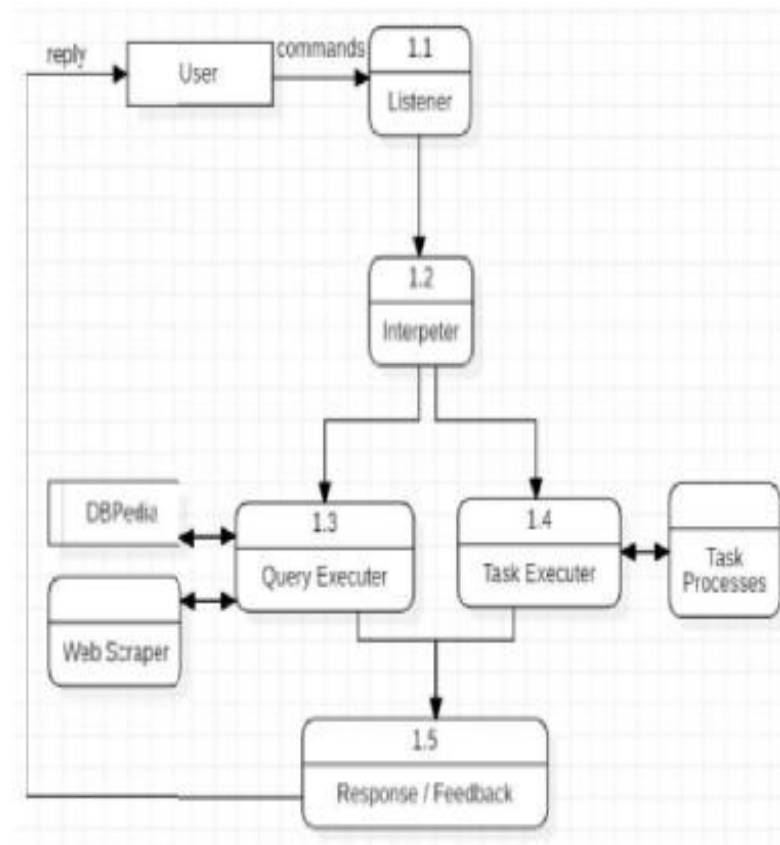 reply
commands
User
1.1
Listener
1.2
Interpeter
DBPedia
1.3
Query Executer
1.4
Task Executer
Task
Processes
Web Scraper
1.5
Response / Feedback